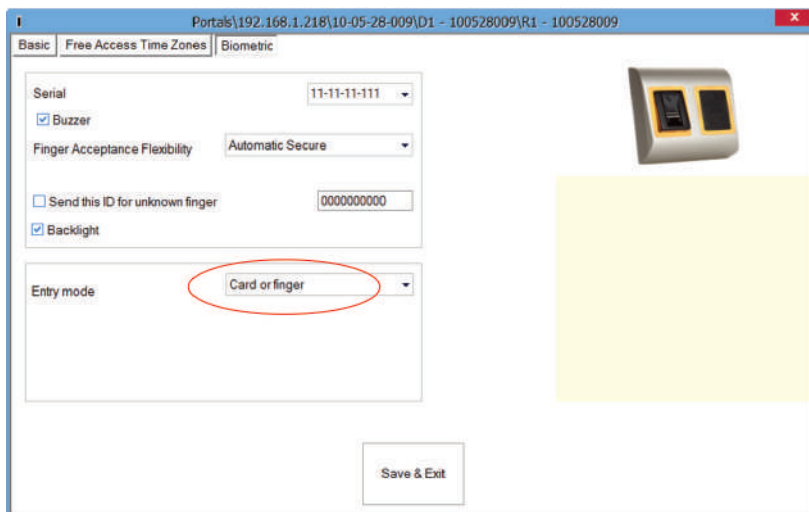 Portals\192.168.1.218\10-05-28-009\D1 - 100528009\R1 - 100528009
x
Basic Free Access Time Zones Biometric
Serial 11-11-11-111
Buzzer
Finger Acceptance Flexibility Automatic Secure
Send this ID for unknown finger 0000000000
Backlight
Entry mode Card or finger
Save & Exit